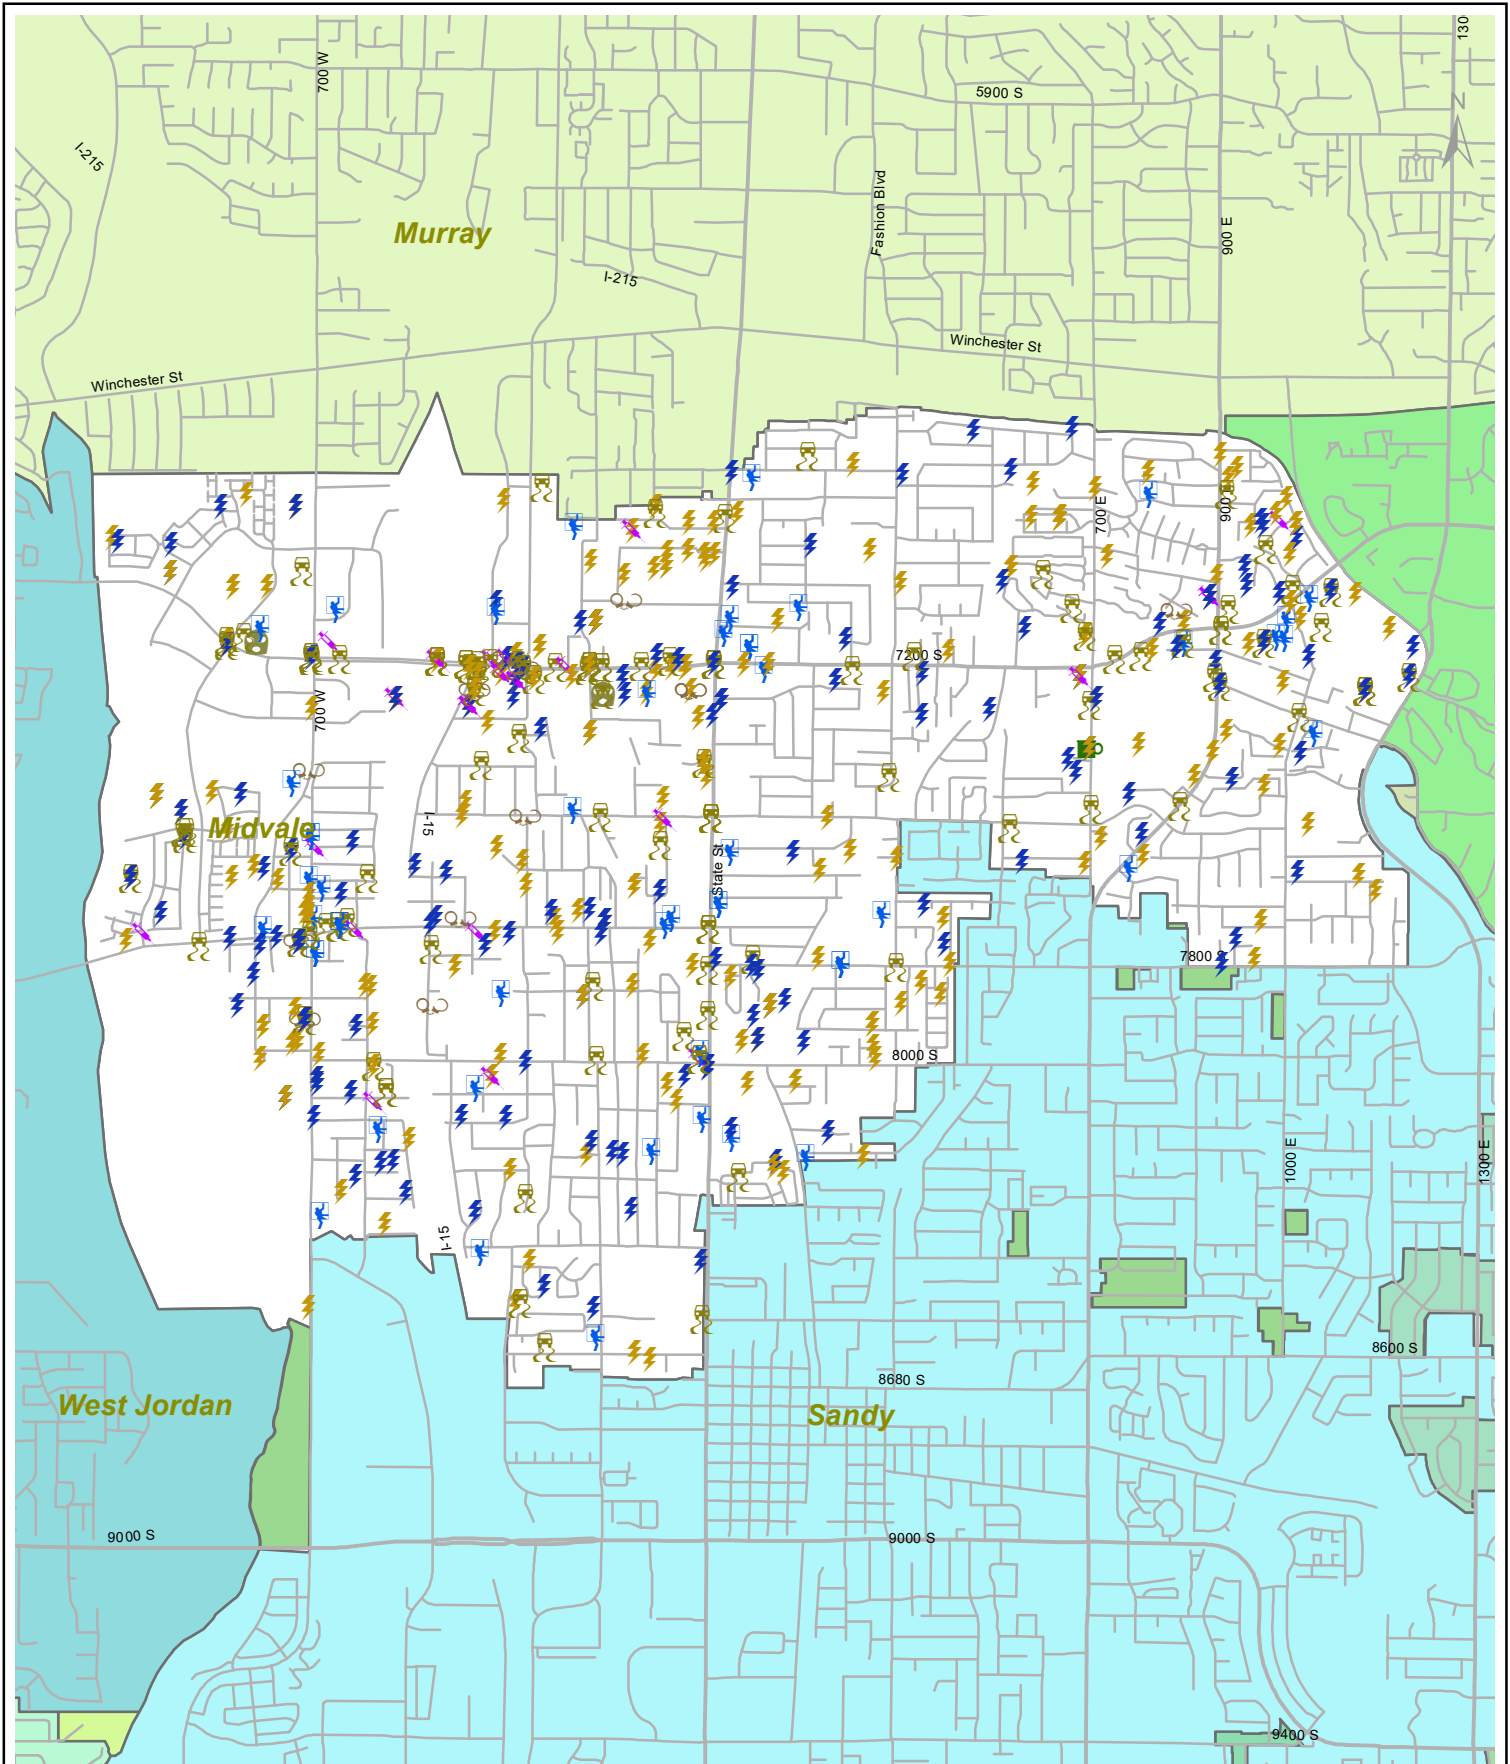 130
700 W
5900 S
N
I-215
Fashion Blvd
900 E
Murray
I-215
Winchester St
Winchester St
700 E
900
7200 S
700 W
I-15
Midvale
State St
7800 S
8000 S
1000 E
1300 E
I-15
8600 S
8680 S
West Jordan
Sandy
9000 S
9000 S
9400 S